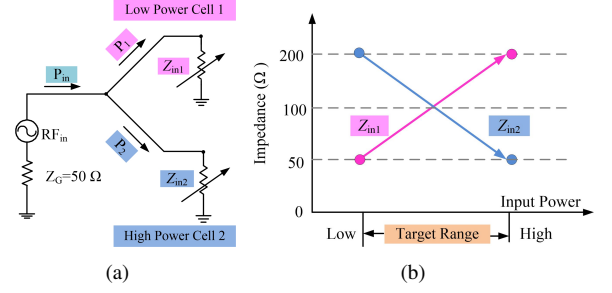 Low Power Cell 1
P1
Zin1
Pin
RFin
ZG=50 Ω
P2
Zin2
High Power Cell 2
(a)
Impedance (Ω)
200
100
50
0
Zin1
Zin2
Input Power
Low
Target Range
High
(b)